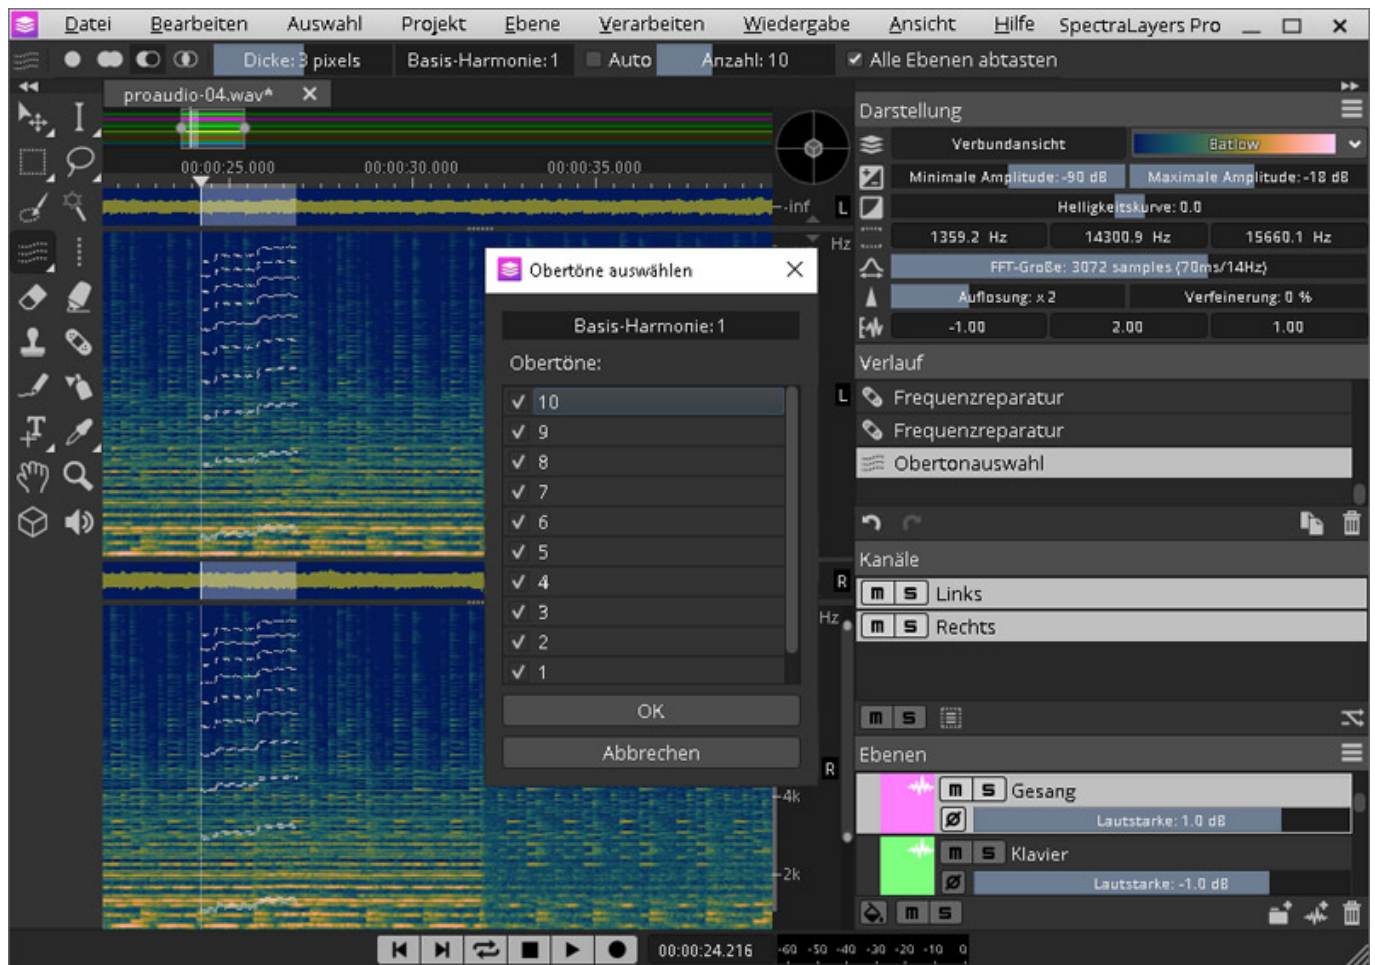 Datei Bearbeiten Auswahl Projekt Ebene Verarbeiten Wiedergabe Ansicht Hilfe SpectraLayers Pro
Dicke: 3 pixels Basis-Harmonie: 1 Auto Anzahl: 10 Alle Ebenen abtasten
proaudio-04.wav*
00:00:25.000 00:00:30.000 00:00:35.000
-inf L
Hz
L
R
Hz
R
4k
2k
Obertöne auswählen
Basis-Harmonie: 1
Obertöne:
10
9
8
7
6
5
4
3
2
1
OK
Abbrechen
Darstellung
Verbundansicht Batlow
Minimale Amplitude: -90 dB Maximale Amplitude: -18 dB
Helligkeitskurve: 0.0
1359.2 Hz 14300.9 Hz 15660.1 Hz
FFT-Große: 3072 samples (70ms/14Hz)
Auflosung: x 2 Verfeinerung: 0 %
-1.00 2.00 1.00
Verlauf
Frequenzreparatur
Frequenzreparatur
Obertonauswahl
Kanäle
m S Links
m S Rechts
m S
Ebenen
m S Gesang
Ø Lautstarke: 1.0 dB
m S Klavier
Ø Lautstarke: -1.0 dB
m S
00:00:24.216 -60 -50 -40 -30 -20 -10 0